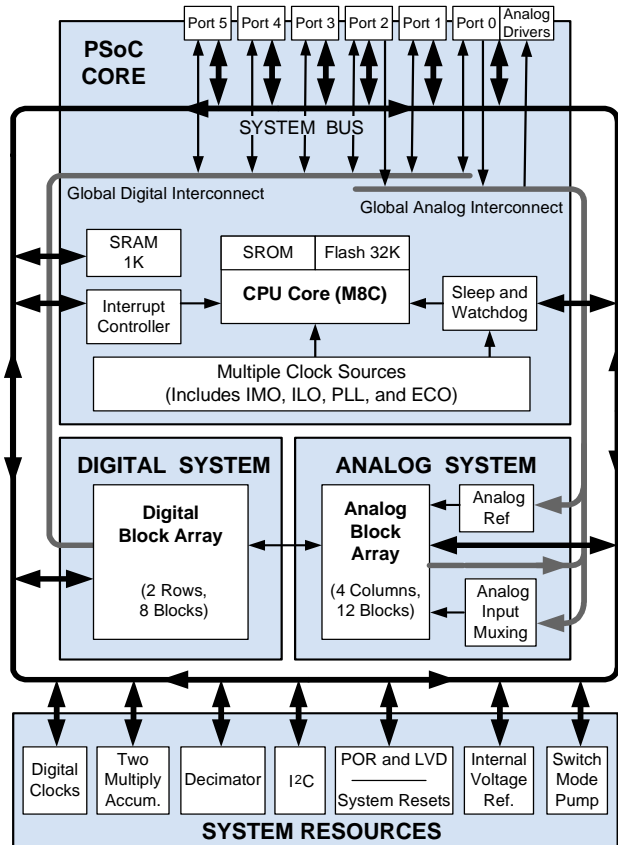 Port 5 Port 4 Port 3 Port 2 Port 1 Port 0 Analog
Drivers
PSoC
CORE
SYSTEM BUS
Global Digital Interconnect
Global Analog Interconnect
SRAM
1K
SROM Flash 32K
CPU Core (M8C)
Interrupt
Controller
Sleep and
Watchdog
Multiple Clock Sources
(Includes IMO, ILO, PLL, and ECO)
DIGITAL SYSTEM
Digital
Block Array
(2 Rows,
8 Blocks)
ANALOG SYSTEM
Analog
Block
Array
(4 Columns,
12 Blocks)
Analog
Ref
Analog
Input
Muxing
Digital
Clocks
Two
Multiply
Accum.
Decimator
I2C
POR and LVD
System Resets
Internal
Voltage
Ref.
Switch
Mode
Pump
SYSTEM RESOURCES